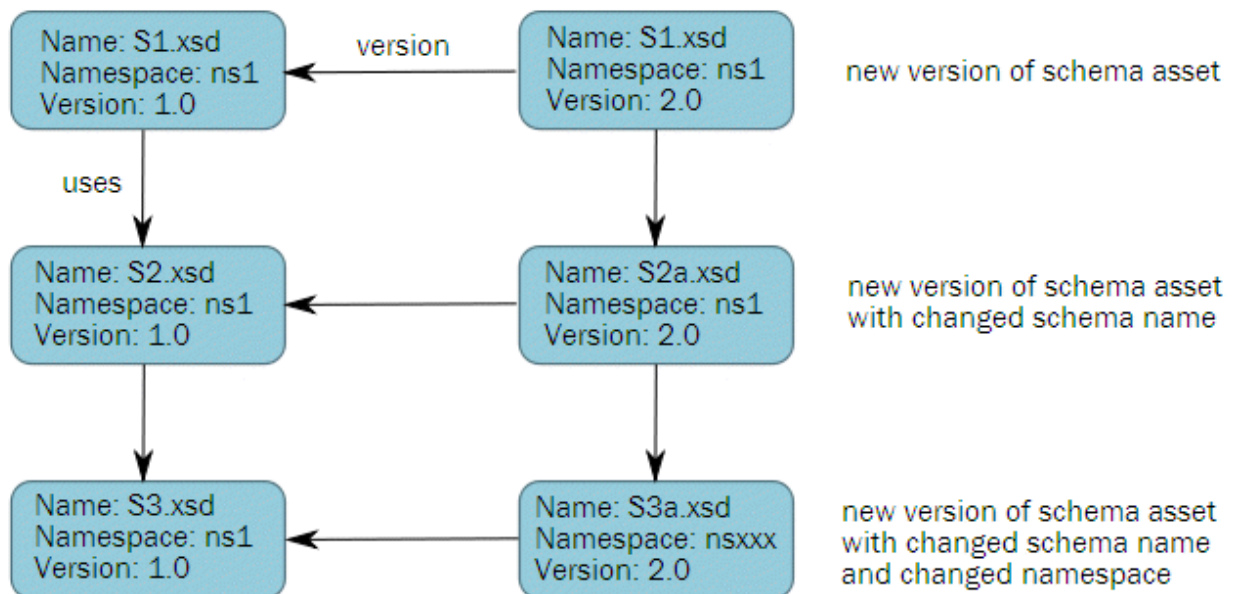 Name: S1.xsd
Namespace: ns1
Version: 1.0
version
Name: S1.xsd
Namespace: ns1
Version: 2.0
new version of schema asset
uses
Name: S2.xsd
Namespace: ns1
Version: 1.0
Name: S2a.xsd
Namespace: ns1
Version: 2.0
new version of schema asset
with changed schema name
Name: S3.xsd
Namespace: ns1
Version: 1.0
Name: S3a.xsd
Namespace: nsxxx
Version: 2.0
new version of schema asset
with changed schema name
and changed namespace